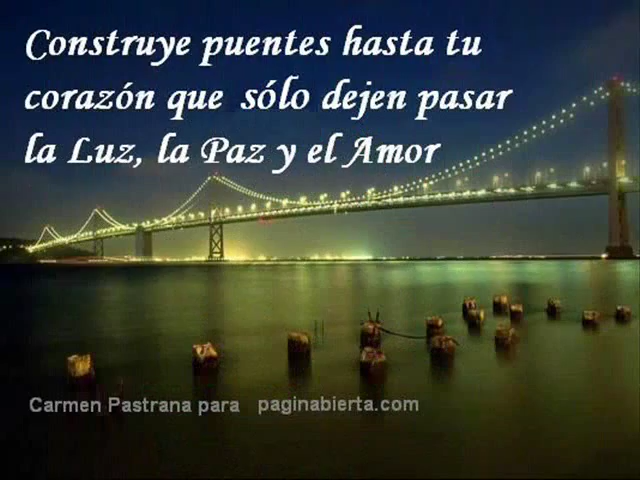 Construye puentes hasta tu
corazón que sólo dejen pasar
la Luz, la Paz y el Amor
Carmen Pastrana para paginabierta.com